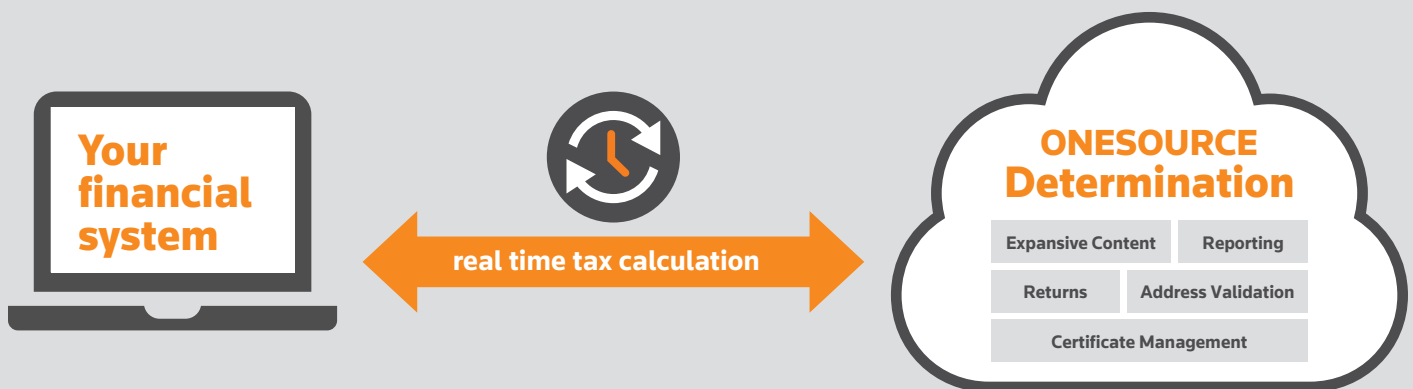 Your
financial
system
real time tax calculation
ONESOURCE
Determination
Expansive Content
Reporting
Returns
Address Validation
Certificate Management